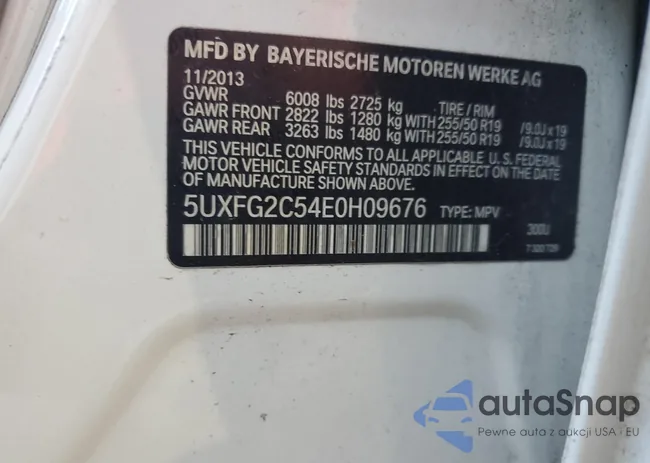 MFD BY BAYERISCHE MOTOREN WERKE AG
11/2013
GVWR 6008 lbs 2725 kg TIRE / RIM
GAWR FRONT 2822 lbs 1280 kg WITH 255/50 R19 /9.0J x 19
GAWR REAR 3263 lbs 1480 kg WITH 255/50 R19 /9.0J x 19
THIS VEHICLE CONFORMS TO ALL APPLICABLE U. S. FEDERAL
MOTOR VEHICLE SAFETY STANDARDS IN EFFECT ON THE DATE
OF MANUFACTURE SHOWN ABOVE.
5UXFG2C54E0H09676 TYPE: MPV
300U
autoSnap
Pewne auta z aukcji USA - EU